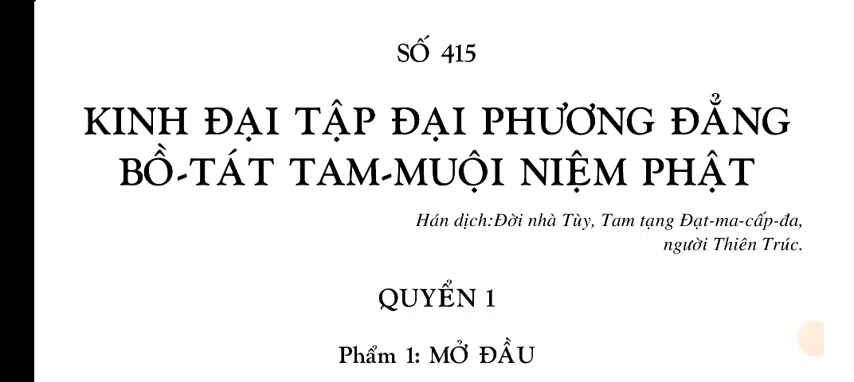 SỐ 415
KINH ĐẠI TẬP ĐẠI PHƯƠNG ĐẲNG
BỒ-TÁT TAM-MUỘI NIỆM PHẬT
Hán dịch:Đời nhà Tùy, Tam tạng Đạt-ma-cấp-đa,
người Thiên Trúc.
QUYỂN 1
Phẩm 1: MỞ ĐẦU